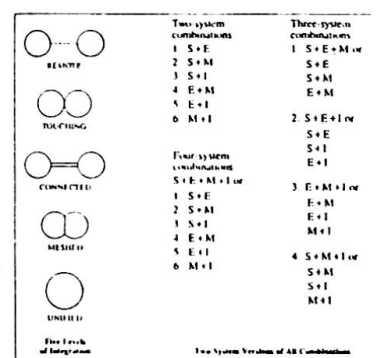 REMOTE
TOUCHING
CONNECTED
MESHED
UNIFIED
Five Levels
of Integration
Two-system
combinations
1 S+E
2 S+M
3 S+I
4 E+M
5 E+I
6 M+I
Four-system
combinations
S+E+M+I or
1 S+E
2 S+M
3 S+I
4 E+M
5 E+I
6 M+I
Three-system
combinations
1 S+E+M or
S+E
S+M
E+M
2. S+E+I or
S+E
S+I
E+I
3 E+M+I or
E+M
E+I
M+I
4 S+M+I or
S+M
S+I
M+I
Two System Versions of All Combinations